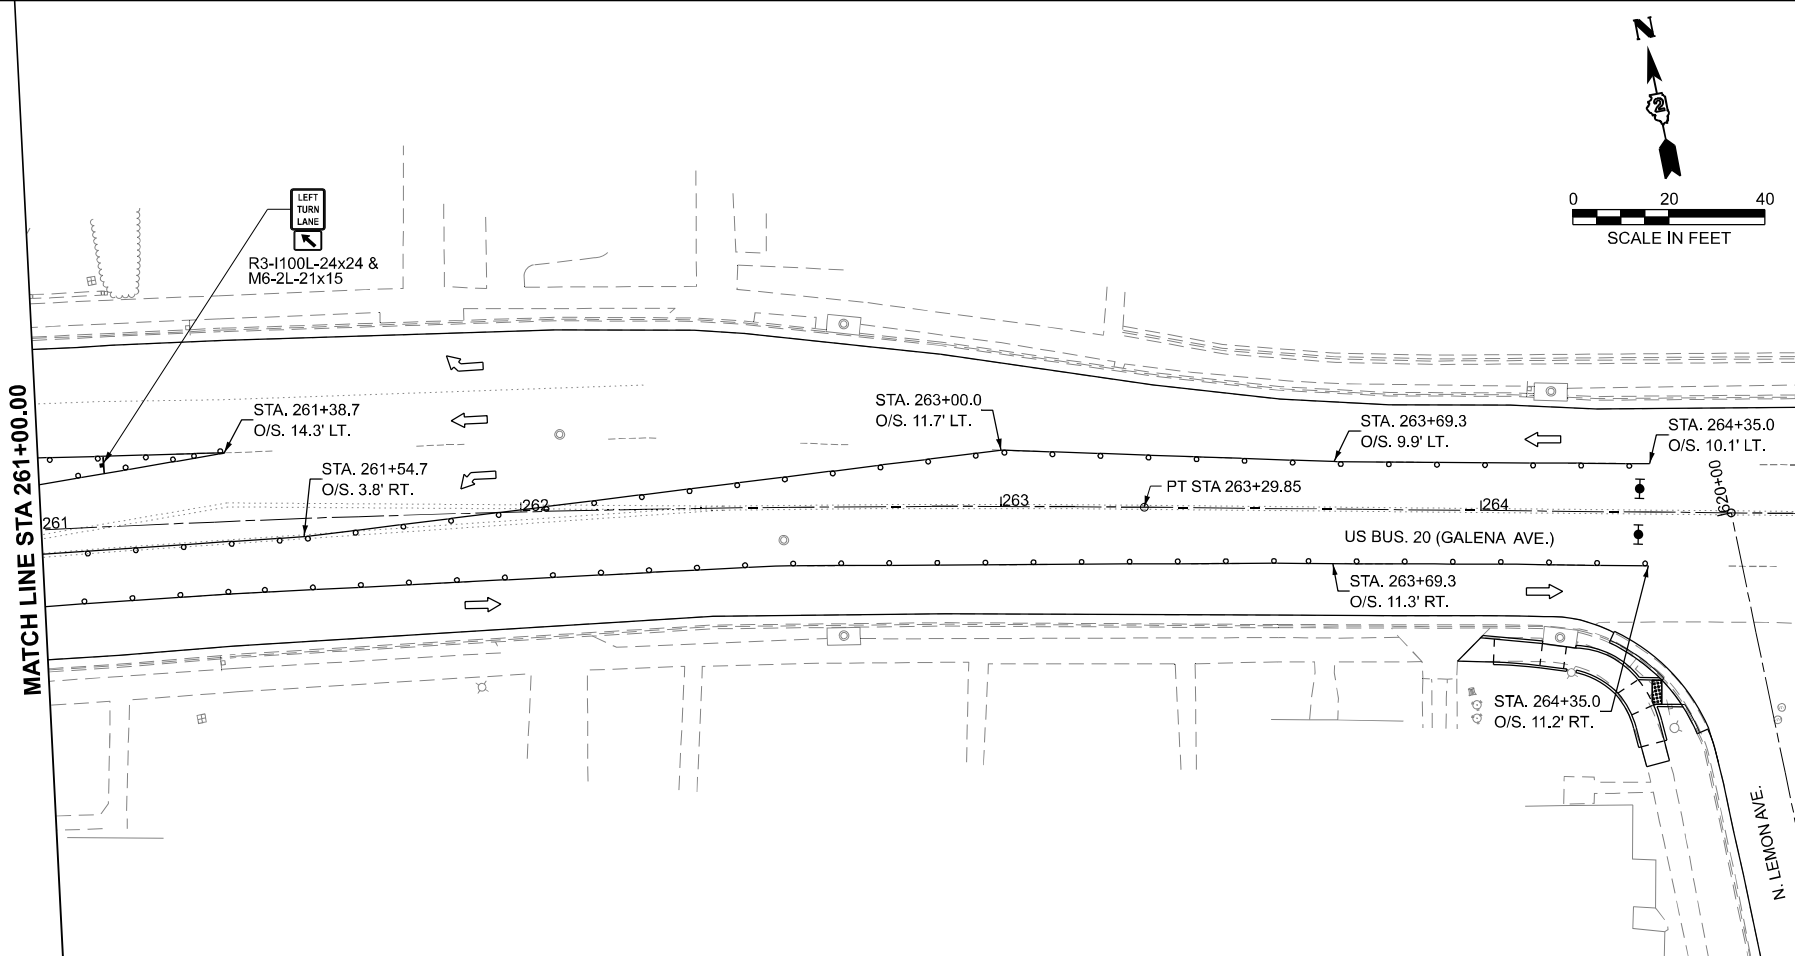 N
2
0 20 40
SCALE IN FEET
LEFT
TURN
LANE
R3-I100L-24x24 &
M6-2L-21x15
MATCH LINE STA 261+00.00
STA. 261+38.7
O/S. 14.3' LT.
STA. 261+54.7
O/S. 3.8' RT.
STA. 263+00.0
O/S. 11.7' LT.
STA. 263+69.3
O/S. 9.9' LT.
STA. 264+35.0
O/S. 10.1' LT.
PT STA 263+29.85
261
262
263
264
620+00
US BUS. 20 (GALENA AVE.)
STA. 263+69.3
O/S. 11.3' RT.
STA. 264+35.0
O/S. 11.2' RT.
N. LEMON AVE.